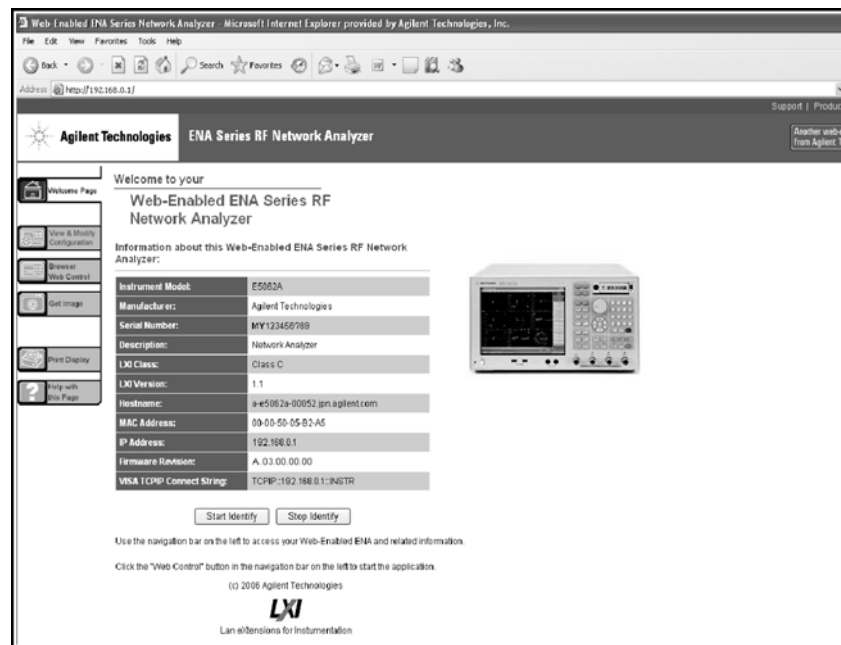 Web-Enabled ENA Series Network Analyzer - Microsoft Internet Explorer provided by Agilent Technologies, Inc.
File Edit View Favorites Tools Help
Back Search Favorites
Address http://192.168.0.1/
Support | Produc
Agilent Technologies ENA Series RF Network Analyzer
Another web-
from Agilent T
Welcome Page
View & Modify
Configuration
Browser
Web Control
Get Image
Print Display
Help with
this Page
Welcome to your
Web-Enabled ENA Series RF
Network Analyzer
Information about this Web-Enabled ENA Series RF Network
Analyzer:
Instrument Model: E5062A
Manufacturer: Agilent Technologies
Serial Number: MY123456789
Description: Network Analyzer
LXI Class: Class C
LXI Version: 1.1
Hostname: a-e5062a-00052.jpn.agilent.com
MAC Address: 00-00-50-05-B2-A5
IP Address: 192.168.0.1
Firmware Revision: A.03.00.00.00
VISA TCPIP Connect String: TCPIP::192.168.0.1::INSTR
Start Identify Stop Identify
Use the navigation bar on the left to access your Web-Enabled ENA and related information.
Click the "Web Control" button in the navigation bar on the left to start the application.
(c) 2006 Agilent Technologies
LXI
Lan eXtensions for Instumentation